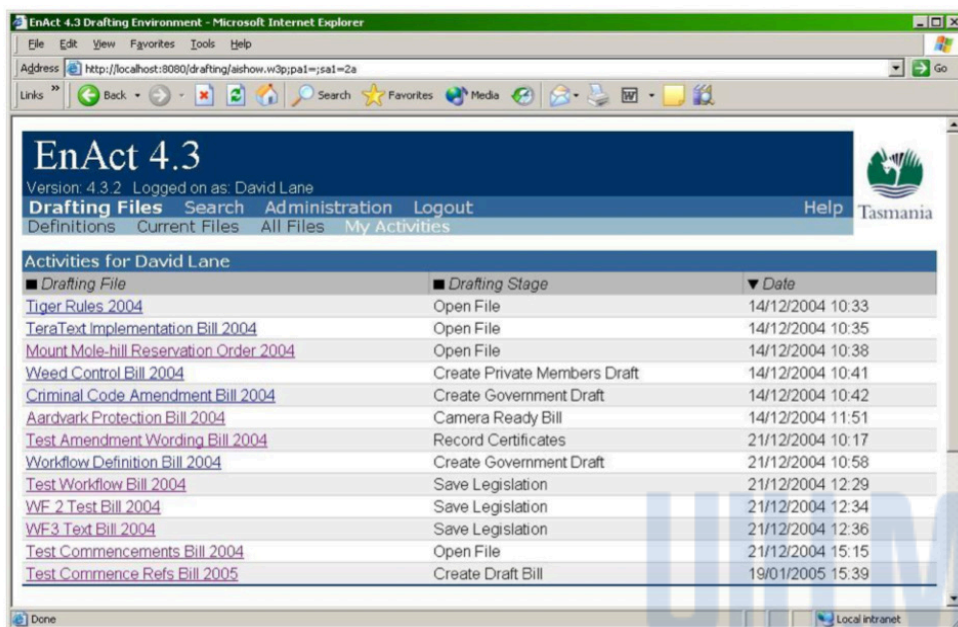 EnAct 4.3 Drafting Environment - Microsoft Internet Explorer
File Edit View Favorites Tools Help
Address http://localhost:8080/drafting/aishow.w3p;pa1=;sa1=2a Go
Links » Back Search Favorites Media
EnAct 4.3
Version: 4.3.2 Logged on as: David Lane
Drafting Files Search Administration Logout Help
Definitions Current Files All Files My Activities
Tasmania
Activities for David Lane
Drafting File Drafting Stage Date
Tiger Rules 2004 Open File 14/12/2004 10:33
TeraText Implementation Bill 2004 Open File 14/12/2004 10:35
Mount Mole-hill Reservation Order 2004 Open File 14/12/2004 10:38
Weed Control Bill 2004 Create Private Members Draft 14/12/2004 10:41
Criminal Code Amendment Bill 2004 Create Government Draft 14/12/2004 10:42
Aardvark Protection Bill 2004 Camera Ready Bill 14/12/2004 11:51
Test Amendment Wording Bill 2004 Record Certificates 21/12/2004 10:17
Workflow Definition Bill 2004 Create Government Draft 21/12/2004 10:58
Test Workflow Bill 2004 Save Legislation 21/12/2004 12:29
WF 2 Test Bill 2004 Save Legislation 21/12/2004 12:34
WF3 Text Bill 2004 Save Legislation 21/12/2004 12:36
Test Commencements Bill 2004 Open File 21/12/2004 15:15
Test Commence Refs Bill 2005 Create Draft Bill 19/01/2005 15:39
Done Local intranet